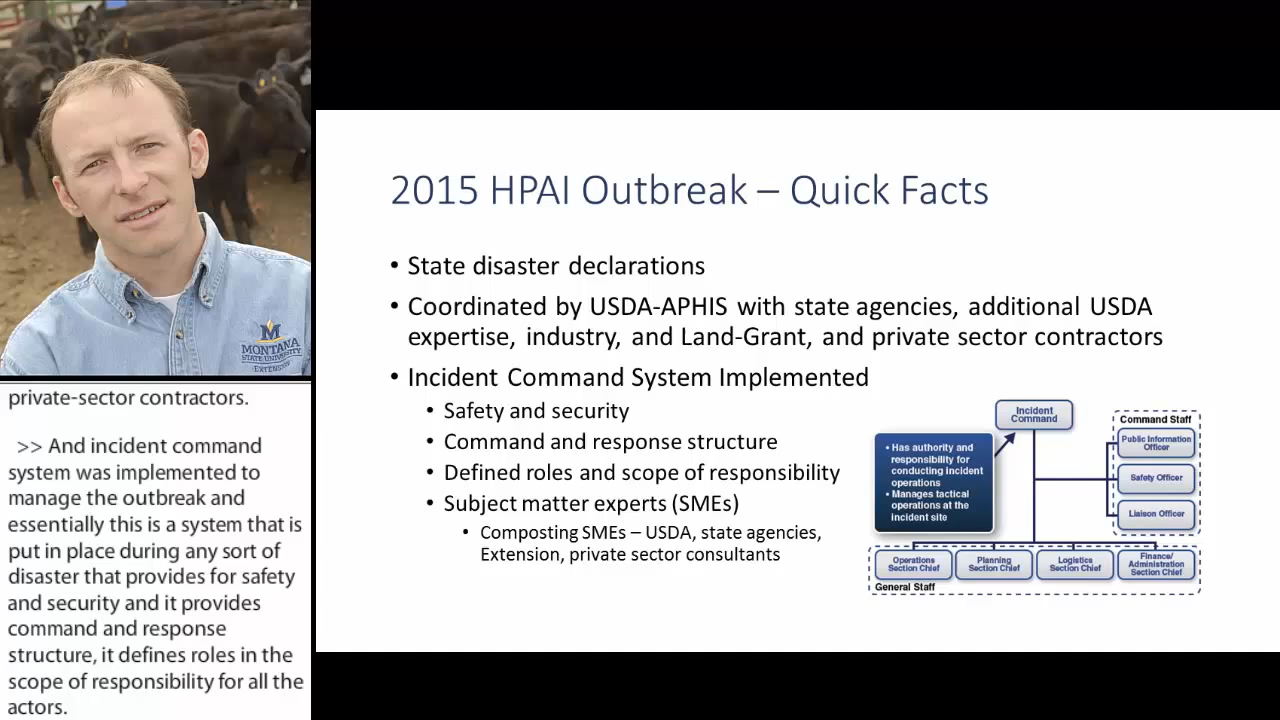 M
MONTANA
STATE UNIVERSITY
EXTENSION
private-sector contractors.
>> And incident command
system was implemented to
manage the outbreak and
essentially this is a system that is
put in place during any sort of
disaster that provides for safety
and security and it provides
command and response
structure, it defines roles in the
scope of responsibility for all the
actors.
2015 HPAI Outbreak – Quick Facts
• State disaster declarations
• Coordinated by USDA-APHIS with state agencies, additional USDA
expertise, industry, and Land-Grant, and private sector contractors
• Incident Command System Implemented
• Safety and security
• Command and response structure
• Defined roles and scope of responsibility
• Subject matter experts (SMEs)
• Composting SMEs – USDA, state agencies,
Extension, private sector consultants
Incident
Command
• Has authority and
responsibility for
conducting incident
operations
• Manages tactical
operations at the
incident site
Command Staff
Public Information
Officer
Safety Officer
Liaison Officer
Operations
Section Chief
Planning
Section Chief
Logistics
Section Chief
Finance/
Administration
Section Chief
General Staff